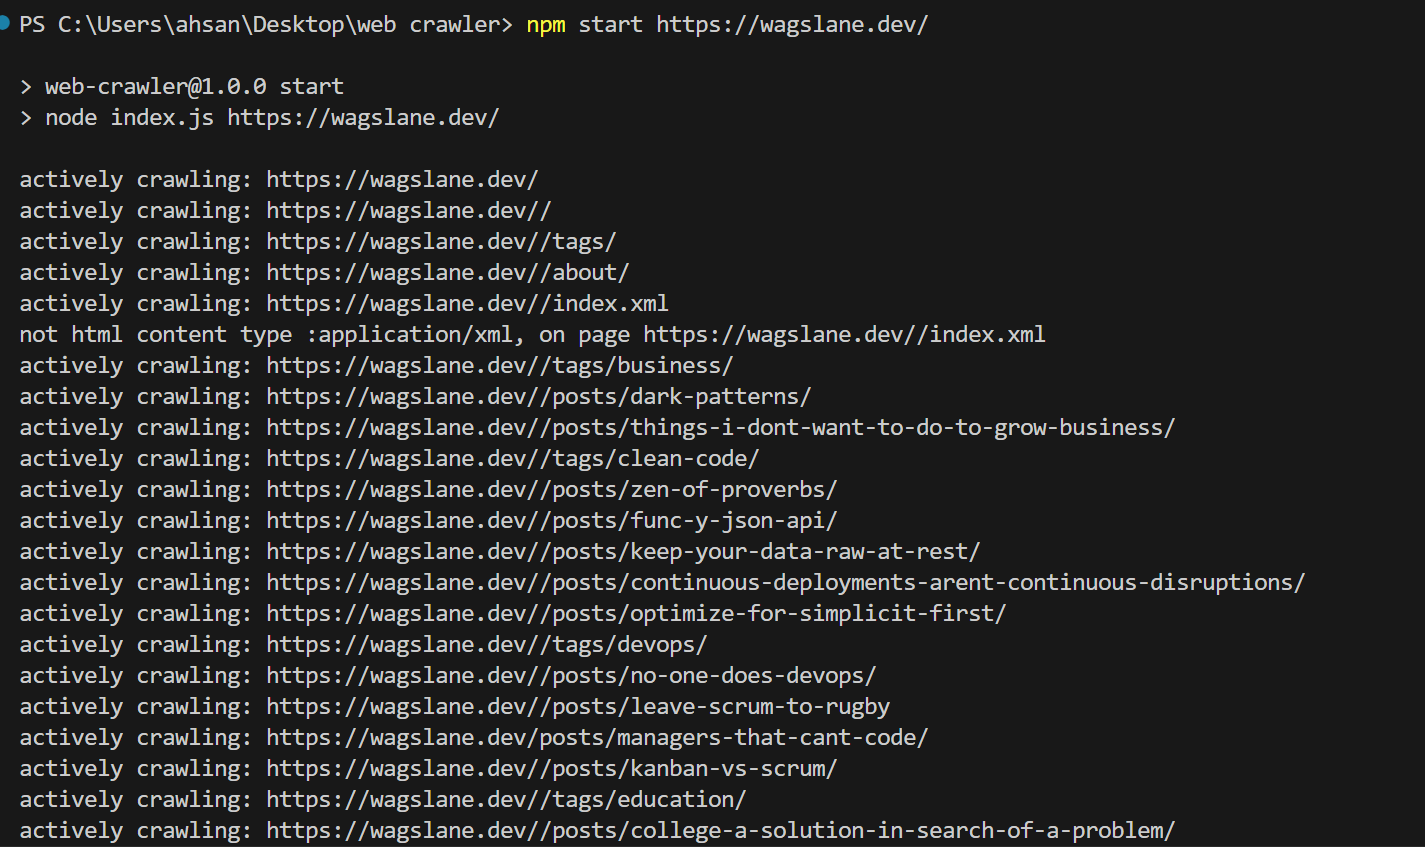 PS C:\Users\ahsan\Desktop\web crawler> npm start https://wagslane.dev/
> web-crawler@1.0.0 start
> node index.js https://wagslane.dev/
actively crawling: https://wagslane.dev/
actively crawling: https://wagslane.dev//
actively crawling: https://wagslane.dev//tags/
actively crawling: https://wagslane.dev//about/
actively crawling: https://wagslane.dev//index.xml
not html content type :application/xml, on page https://wagslane.dev//index.xml
actively crawling: https://wagslane.dev//tags/business/
actively crawling: https://wagslane.dev//posts/dark-patterns/
actively crawling: https://wagslane.dev//posts/things-i-dont-want-to-do-to-grow-business/
actively crawling: https://wagslane.dev//tags/clean-code/
actively crawling: https://wagslane.dev//posts/zen-of-proverbs/
actively crawling: https://wagslane.dev//posts/func-y-json-api/
actively crawling: https://wagslane.dev//posts/keep-your-data-raw-at-rest/
actively crawling: https://wagslane.dev//posts/continuous-deployments-arent-continuous-disruptions/
actively crawling: https://wagslane.dev//posts/optimize-for-simplicit-first/
actively crawling: https://wagslane.dev//tags/devops/
actively crawling: https://wagslane.dev//posts/no-one-does-devops/
actively crawling: https://wagslane.dev//posts/leave-scrum-to-rugby
actively crawling: https://wagslane.dev/posts/managers-that-cant-code/
actively crawling: https://wagslane.dev//posts/kanban-vs-scrum/
actively crawling: https://wagslane.dev//tags/education/
actively crawling: https://wagslane.dev//posts/college-a-solution-in-search-of-a-problem/